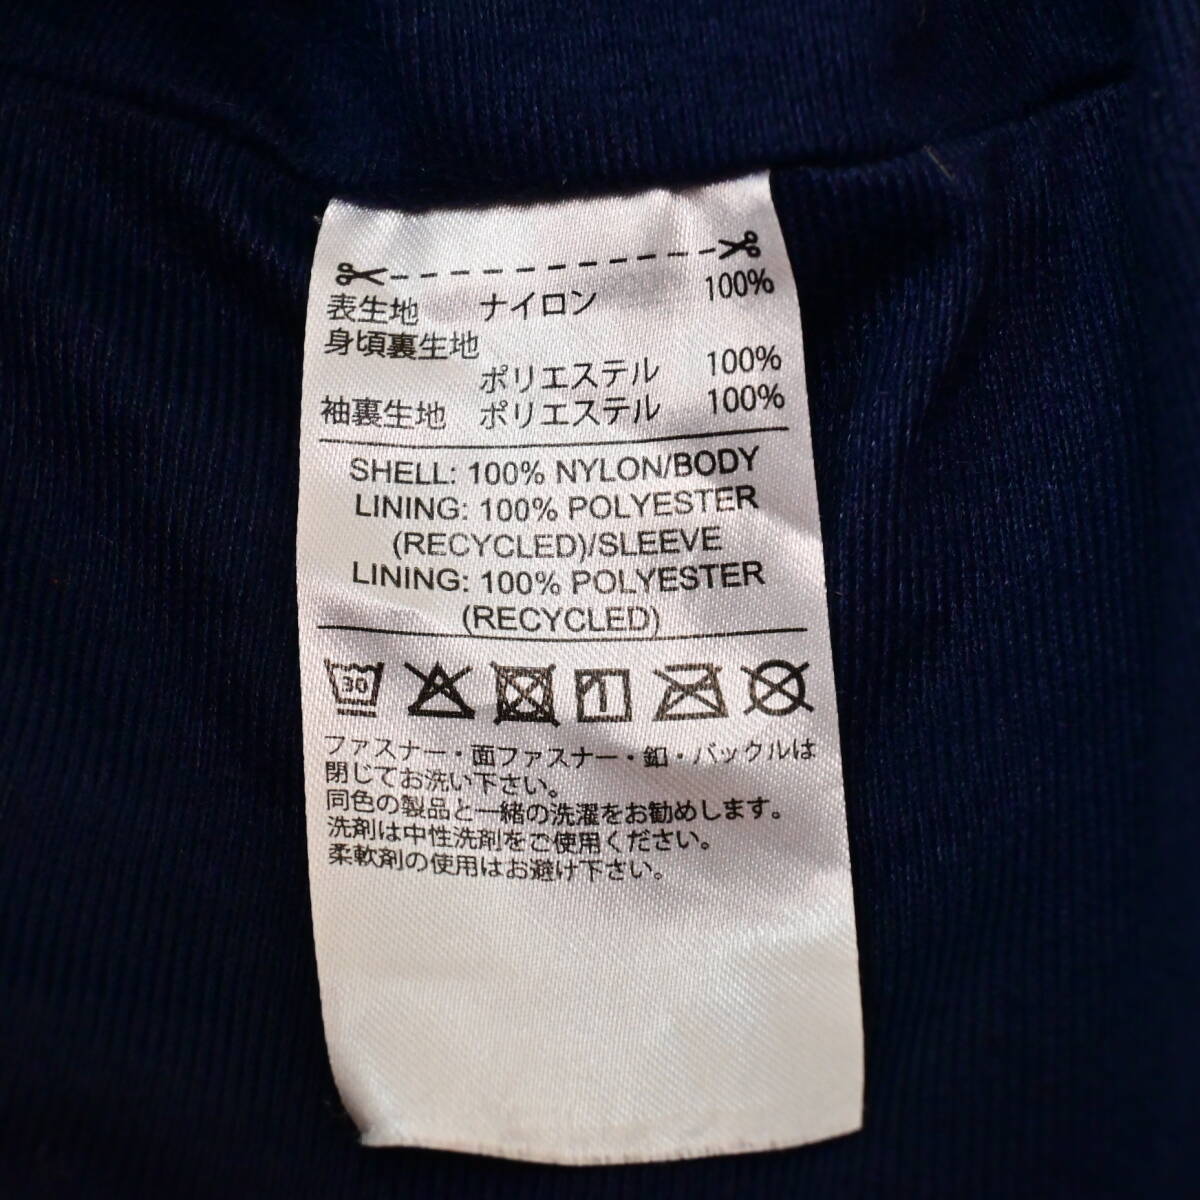 表生地 ナイロン 100%
身頃裏生地
ポリエステル 100%
袖裏生地 ポリエステル 100%
SHELL: 100% NYLON/BODY
LINING: 100% POLYESTER
(RECYCLED)/SLEEVE
LINING: 100% POLYESTER
(RECYCLED)
30
ファスナー・面ファスナー・釦・バックルは
閉じてお洗い下さい。
同色の製品と一緒の洗濯をお勧めします。
洗剤は中性洗剤をご使用ください。
柔軟剤の使用はお避け下さい。